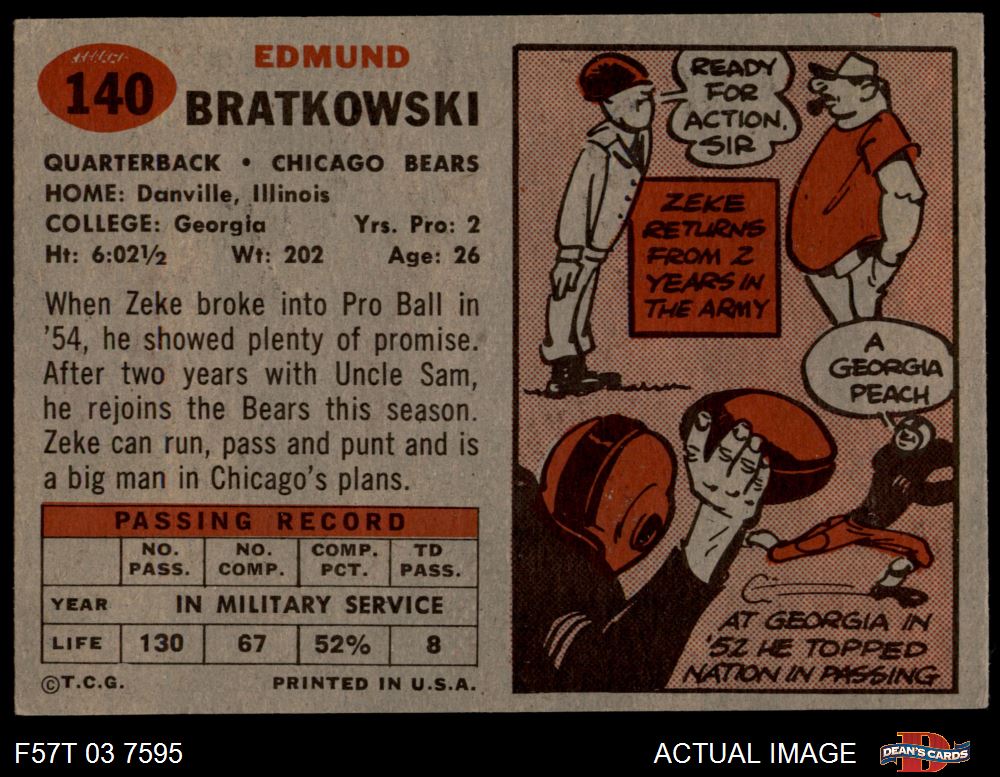 140
EDMUND
BRATKOWSKI
QUARTERBACK • CHICAGO BEARS
HOME: Danville, Illinois
COLLEGE: Georgia Yrs. Pro: 2
Ht: 6:02½ Wt: 202 Age: 26
When Zeke broke into Pro Ball in
'54, he showed plenty of promise.
After two years with Uncle Sam,
he rejoins the Bears this season.
Zeke can run, pass and punt and is
a big man in Chicago's plans.
PASSING RECORD
NO. PASS. NO. COMP. COMP. PCT. TD PASS.
YEAR IN MILITARY SERVICE
LIFE 130 67 52% 8
©T.C.G. PRINTED IN U.S.A.
READY
FOR
ACTION,
SIR
ZEKE
RETURNS
FROM 2
YEARS IN
THE ARMY
A
GEORGIA
PEACH
AT GEORGIA IN
'52 HE TOPPED
NATION IN PASSING
F57T 03 7595
ACTUAL IMAGE
DEAN'S CARDS